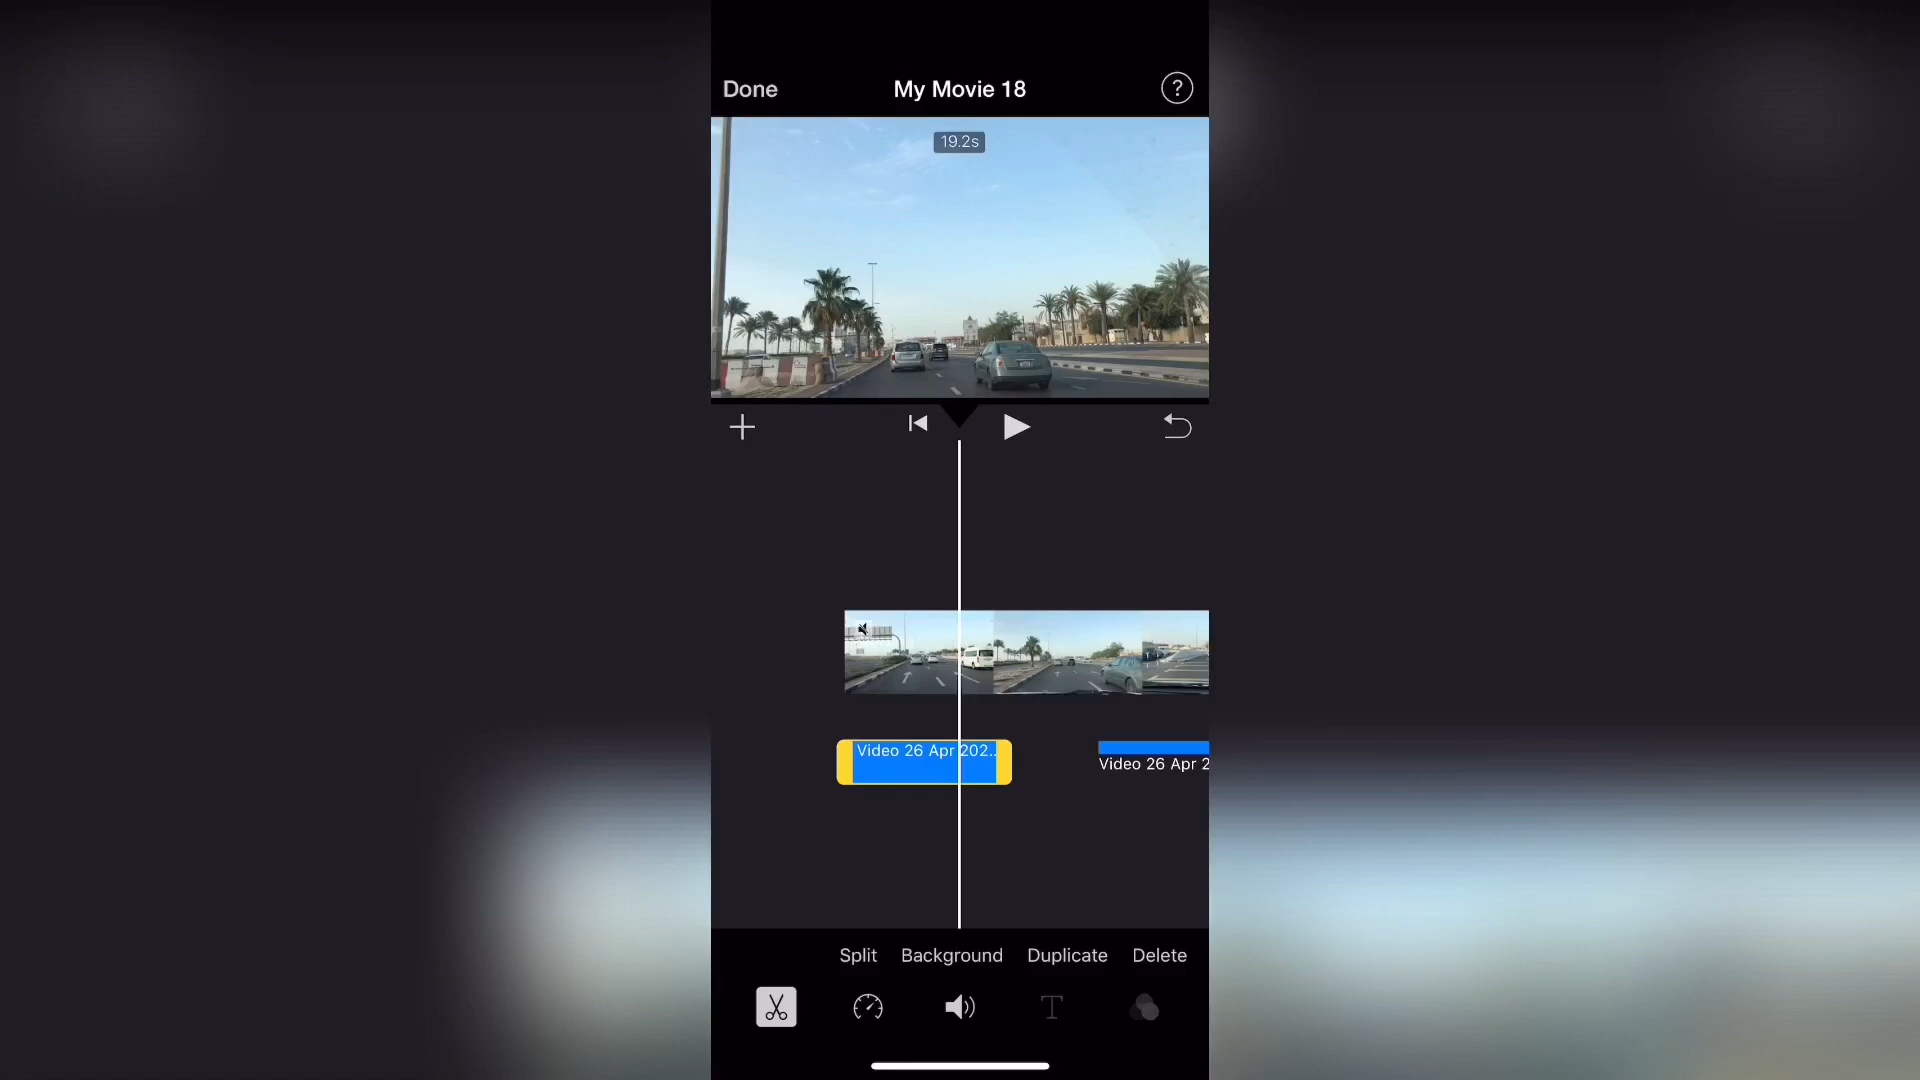 Done
My Movie 18
?
19.2s
Video 26 Apr 202..
Video 26 Apr 2
Split
Background
Duplicate
Delete
T